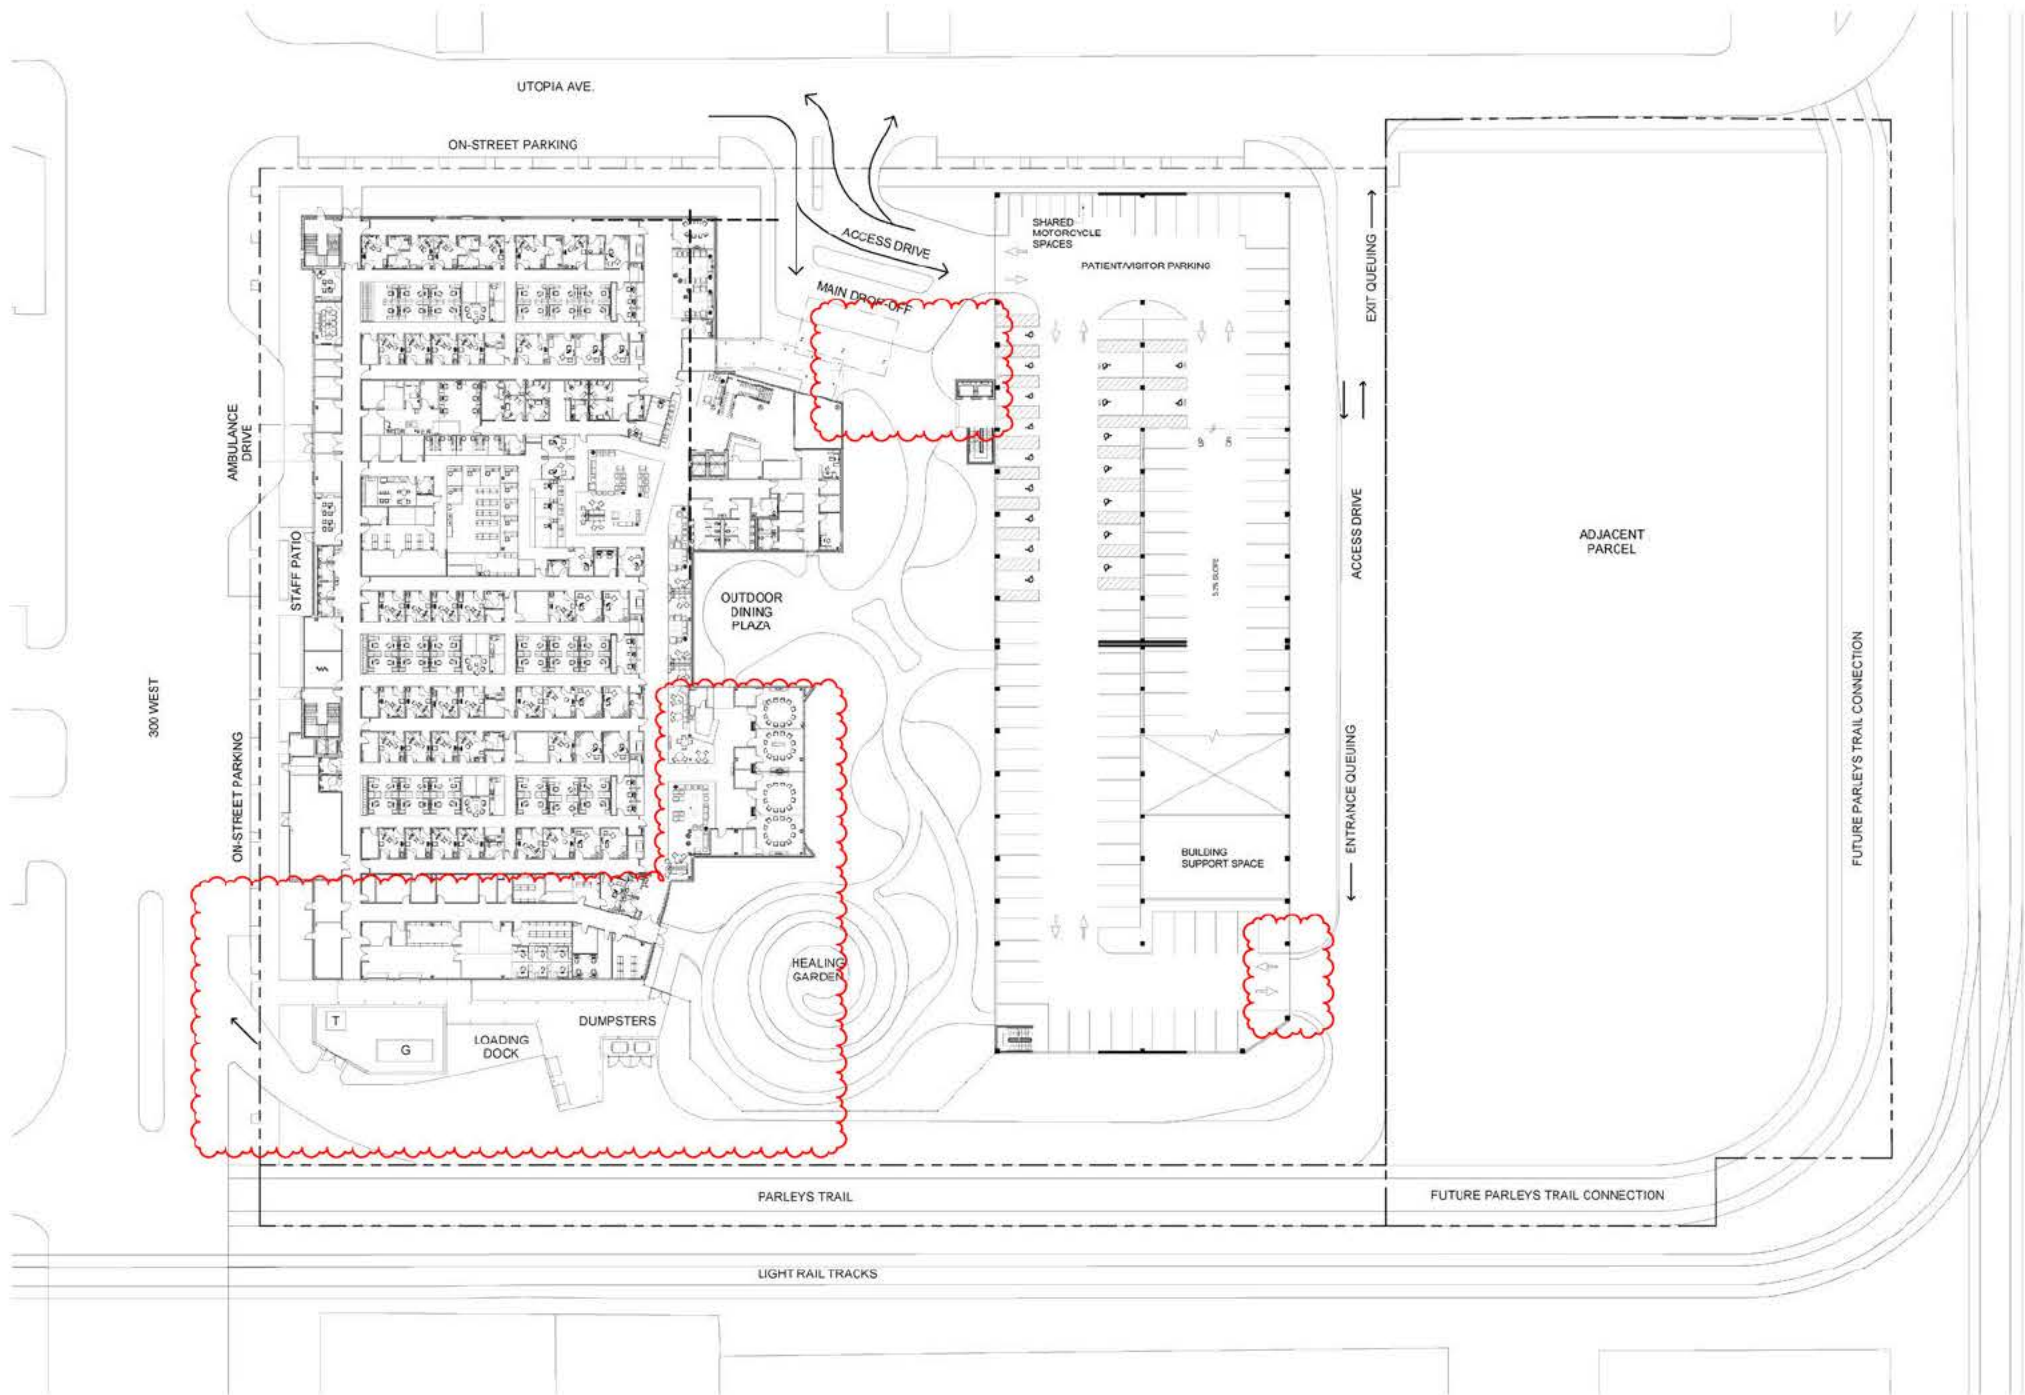 UTOPIA AVE.
ON-STREET PARKING
ACCESS DRIVE
MAIN DROP-OFF
SHARED
MOTORCYCLE
SPACES
PATIENT/VISITOR PARKING
EXIT QUEUING
AMBULANCE
DRIVE
UP
DN
ACCESS DRIVE
ADJACENT
PARCEL
STAFF PATIO
OUTDOOR
DINING
PLAZA
300 WEST
ON-STREET PARKING
ENTRANCE QUEUING
FUTURE PARLEYS TRAIL CONNECTION
BUILDING
SUPPORT SPACE
HEALING
GARDEN
T
G
LOADING
DOCK
DUMPSTERS
PARLEYS TRAIL
FUTURE PARLEYS TRAIL CONNECTION
LIGHT RAIL TRACKS